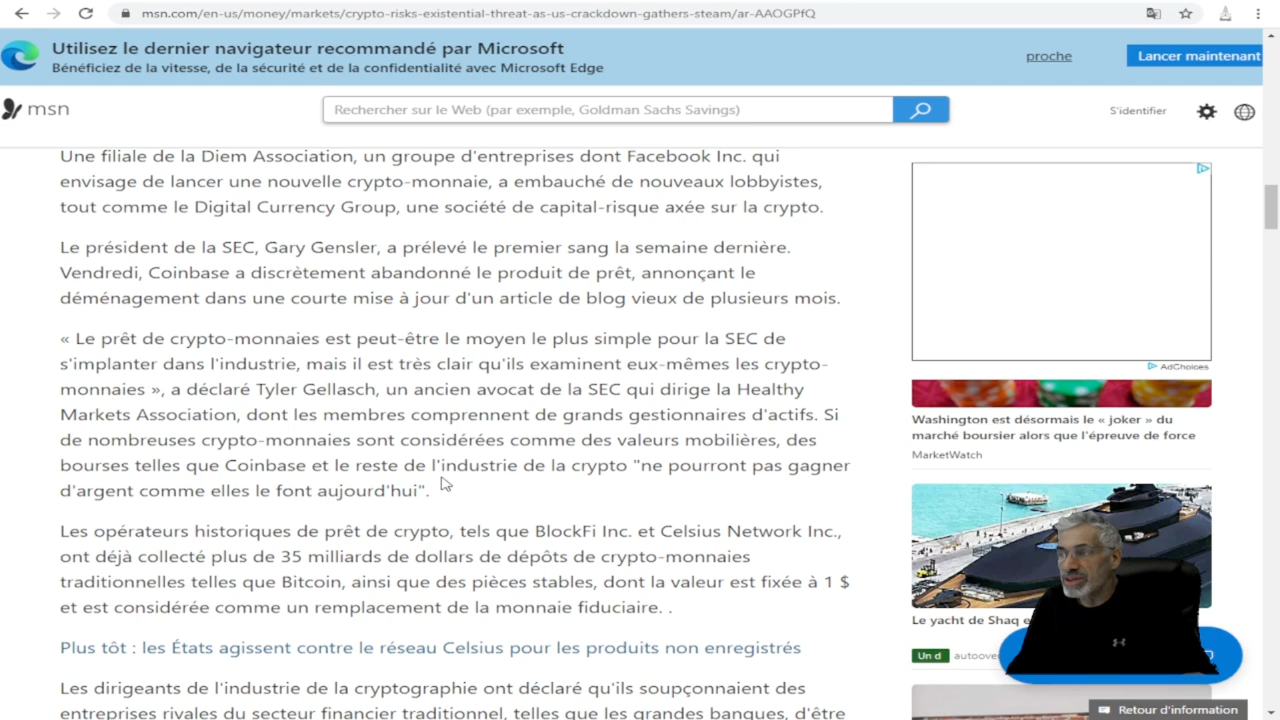 msn.com/en-us/money/markets/crypto-risks-existential-threat-as-us-crackdown-gathers-steam/ar-AAOGPfQ
Utilisez le dernier navigateur recommandé par Microsoft
Bénéficiez de la vitesse, de la sécurité et de la confidentialité avec Microsoft Edge
proche
Lancer maintenant
msn
Rechercher sur le Web (par exemple, Goldman Sachs Savings)
S'identifier
Une filiale de la Diem Association, un groupe d'entreprises dont Facebook Inc. qui
envisage de lancer une nouvelle crypto-monnaie, a embauché de nouveaux lobbyistes,
tout comme le Digital Currency Group, une société de capital-risque axée sur la crypto.
Le président de la SEC, Gary Gensler, a prélevé le premier sang la semaine dernière.
Vendredi, Coinbase a discrètement abandonné le produit de prêt, annonçant le
déménagement dans une courte mise à jour d'un article de blog vieux de plusieurs mois.
« Le prêt de crypto-monnaies est peut-être le moyen le plus simple pour la SEC de
s'implanter dans l'industrie, mais il est très clair qu'ils examinent eux-mêmes les crypto-
monnaies », a déclaré Tyler Gellasch, un ancien avocat de la SEC qui dirige la Healthy
Markets Association, dont les membres comprennent de grands gestionnaires d'actifs. Si
de nombreuses crypto-monnaies sont considérées comme des valeurs mobilières, des
bourses telles que Coinbase et le reste de l'industrie de la crypto "ne pourront pas gagner
d'argent comme elles le font aujourd'hui".
Les opérateurs historiques de prêt de crypto, tels que BlockFi Inc. et Celsius Network Inc.,
ont déjà collecté plus de 35 milliards de dollars de dépôts de crypto-monnaies
traditionnelles telles que Bitcoin, ainsi que des pièces stables, dont la valeur est fixée à 1 $
et est considérée comme un remplacement de la monnaie fiduciaire. .
Plus tôt : les États agissent contre le réseau Celsius pour les produits non enregistrés
Les dirigeants de l'industrie de la cryptographie ont déclaré qu'ils soupçonnaient des
entreprises rivales du secteur financier traditionnel, telles que les grandes banques, d'être
AdChoices
Washington est désormais le « joker » du
marché boursier alors que l'épreuve de force
MarketWatch
Le yacht de Shaq
Un d
Retour d'information